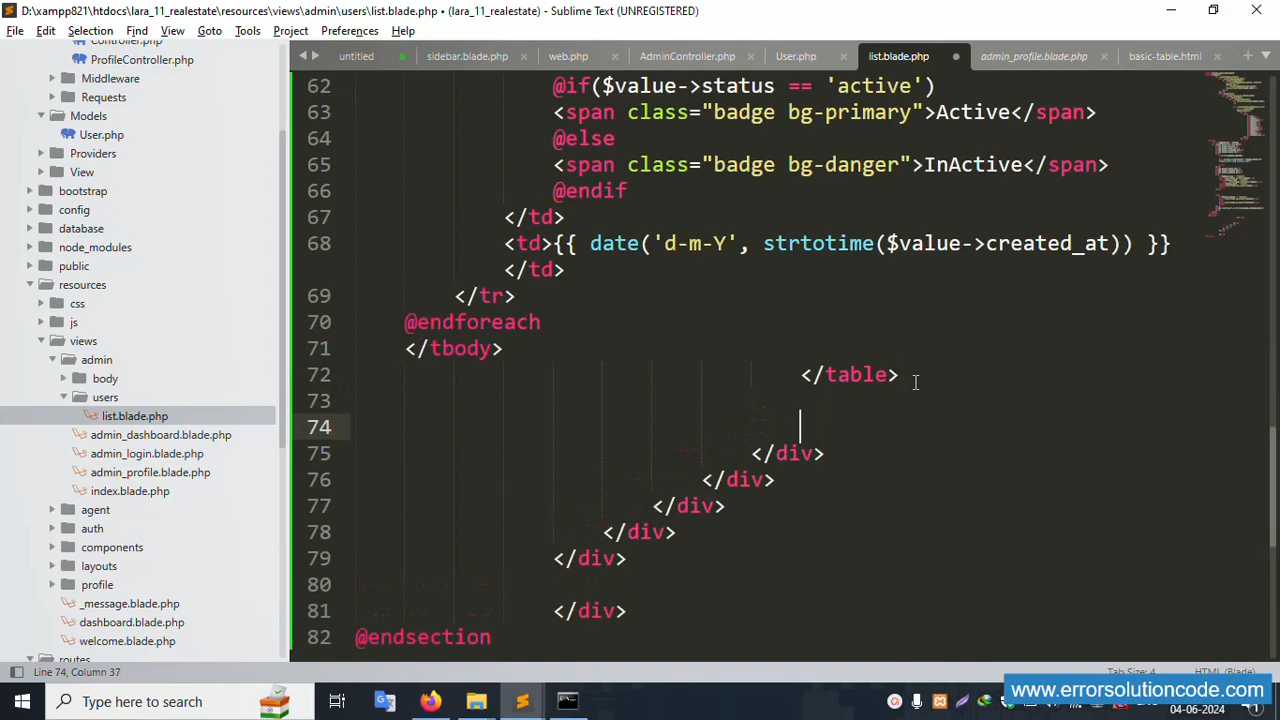 D:\xampp821\htdocs\lara_11_realestate\resources\views\admin\users\list.blade.php • (lara_11_realestate) - Sublime Text (UNREGISTERED)
File Edit Selection Find View Goto Tools Project Preferences Help
untitled sidebar.blade.php web.php AdminController.php User.php list.blade.php admin_profile.blade.php basic-table.html
Controller.php
ProfileController.php
Middleware
Requests
Models
User.php
Providers
View
bootstrap
config
database
node_modules
public
resources
css
js
views
admin
body
users
list.blade.php
admin_dashboard.blade.php
admin_login.blade.php
admin_profile.blade.php
index.blade.php
agent
auth
components
layouts
profile
_message.blade.php
dashboard.blade.php
welcome.blade.php
routes
62 @if($value->status == 'active')
63 <span class="badge bg-primary">Active</span>
64 @else
65 <span class="badge bg-danger">InActive</span>
66 @endif
67 </td>
68 <td>{{ date('d-m-Y', strtotime($value->created_at)) }}
</td>
69 </tr>
70 @endforeach
71 </tbody>
72 </table>
73
74
75 </div>
76 </div>
77 </div>
78 </div>
79 </div>
80
81 </div>
82 @endsection
Line 74, Column 37
Tab Size: 4
HTML (Blade)
Type here to search
www.errorsolutioncode.com
04-06-2024